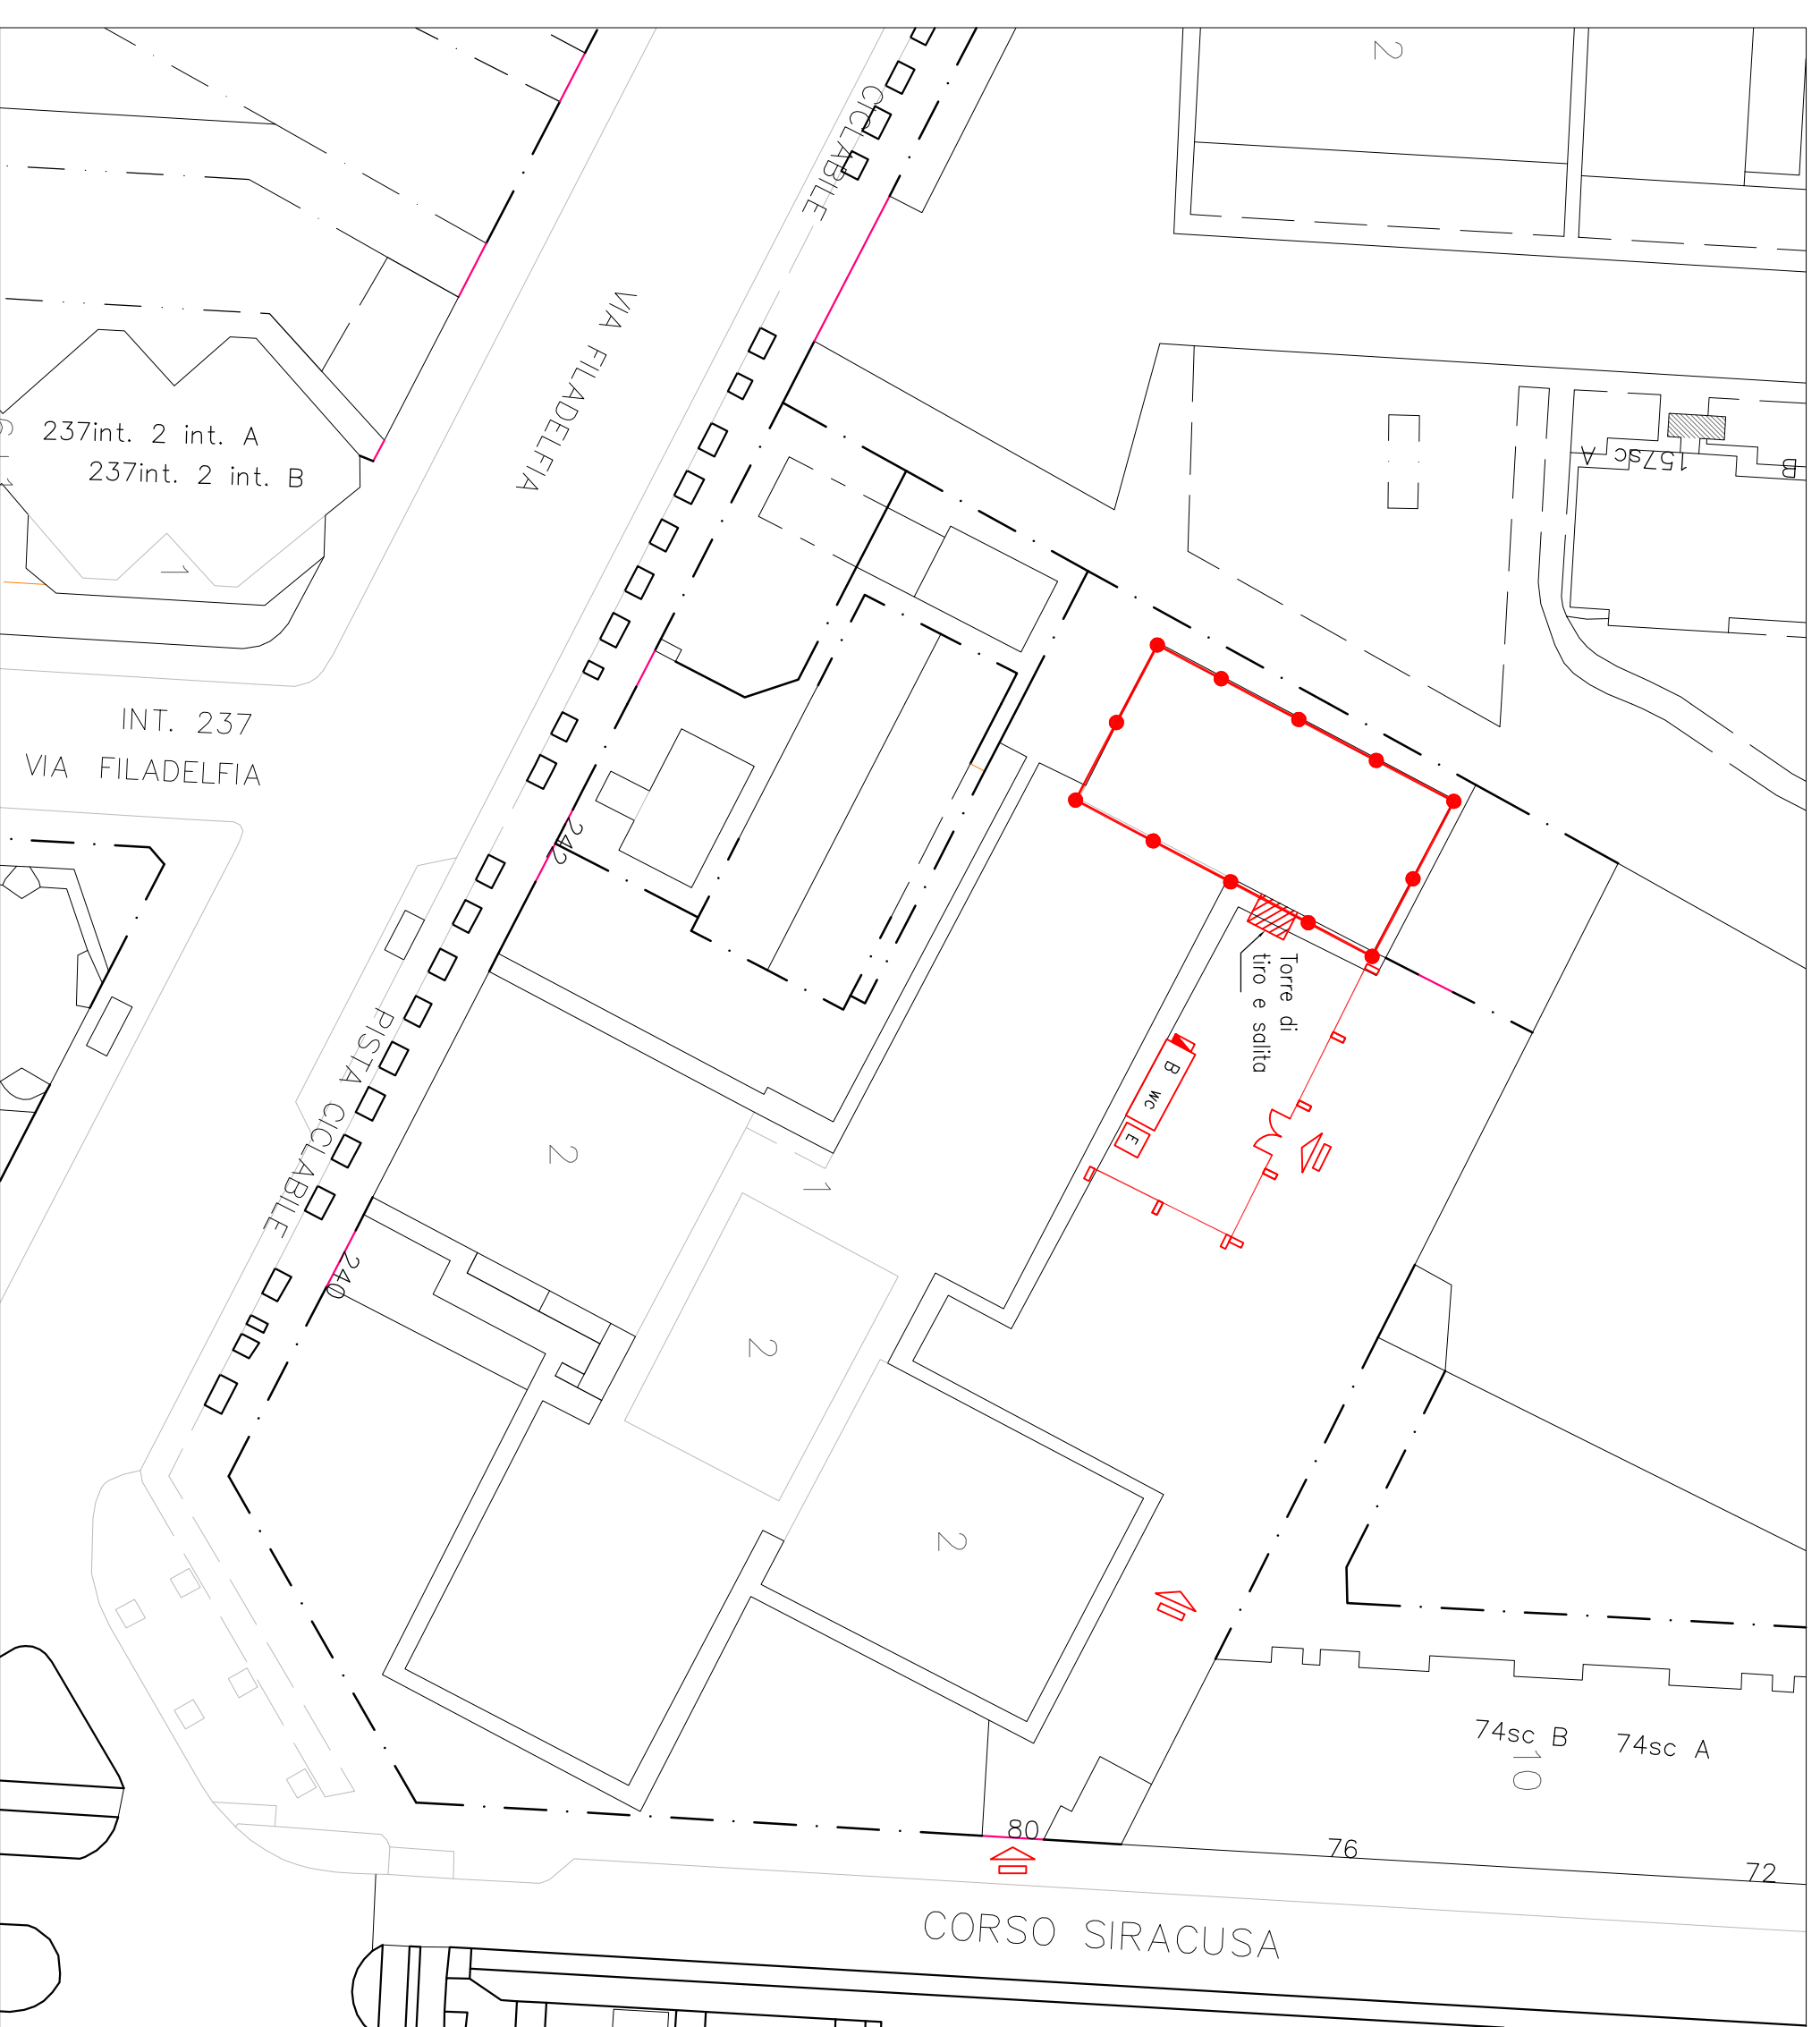 2
CICLABILE
VIA FILADELFIA
157sc A
B
237int. 2 int. A
237int. 2 int. B
1
INT. 237
VIA FILADELFIA
242
Torre di
tiro e salita
B
WC
E
PISTA CICLABILE
2
1
240
2
2
74sc B
74sc A
10
80
76
72
CORSO SIRACUSA